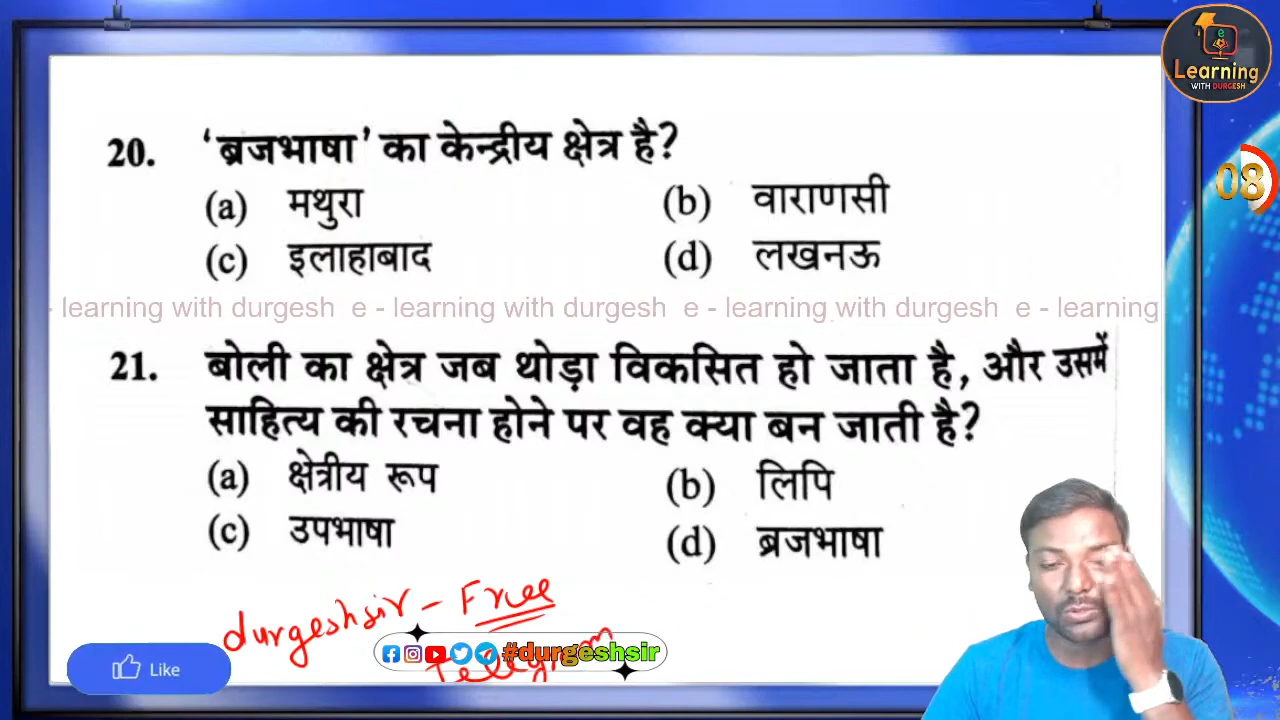 e
Learning
WITH DURGESH
08
20. 'ब्रजभाषा' का केन्द्रीय क्षेत्र है?
(a) मथुरा (b) वाराणसी
(c) इलाहाबाद (d) लखनऊ
- learning with durgesh e - learning with durgesh e - learning with durgesh e - learning
21. बोली का क्षेत्र जब थोड़ा विकसित हो जाता है, और उसमें
साहित्य की रचना होने पर वह क्या बन जाती है?
(a) क्षेत्रीय रूप (b) लिपि
(c) उपभाषा (d) ब्रजभाषा
durgeshsir - Free
#durgeshsir
Like